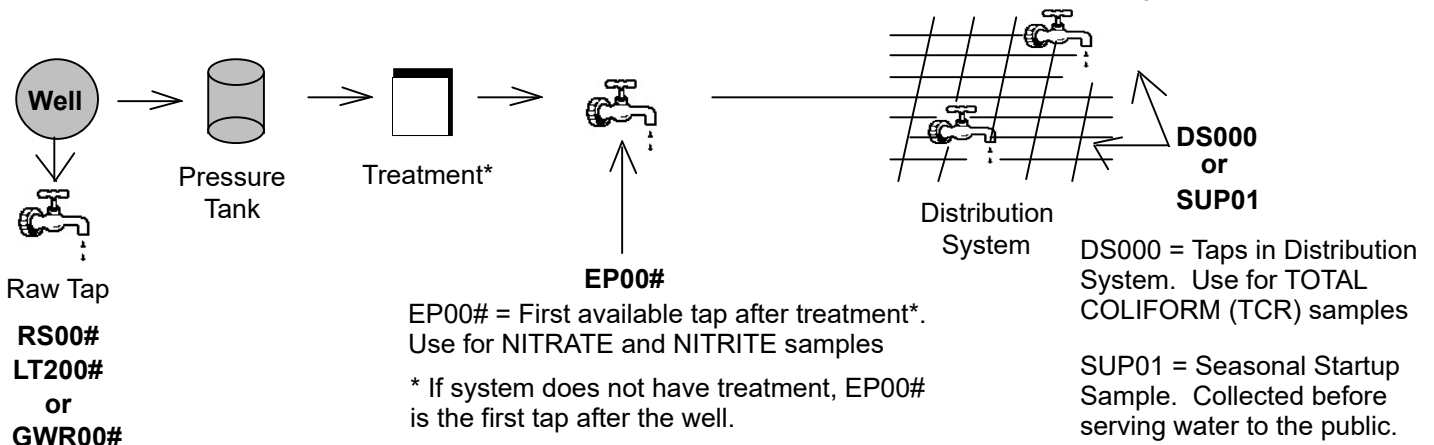 Well
Pressure
Tank
Treatment*
Raw Tap
RS00#
LT200#
or
GWR00#
EP00#
EP00# = First available tap after treatment*.
Use for NITRATE and NITRITE samples
* If system does not have treatment, EP00#
is the first tap after the well.
Distribution
System
DS000
or
SUP01
DS000 = Taps in Distribution
System. Use for TOTAL
COLIFORM (TCR) samples
SUP01 = Seasonal Startup
Sample. Collected before
serving water to the public.